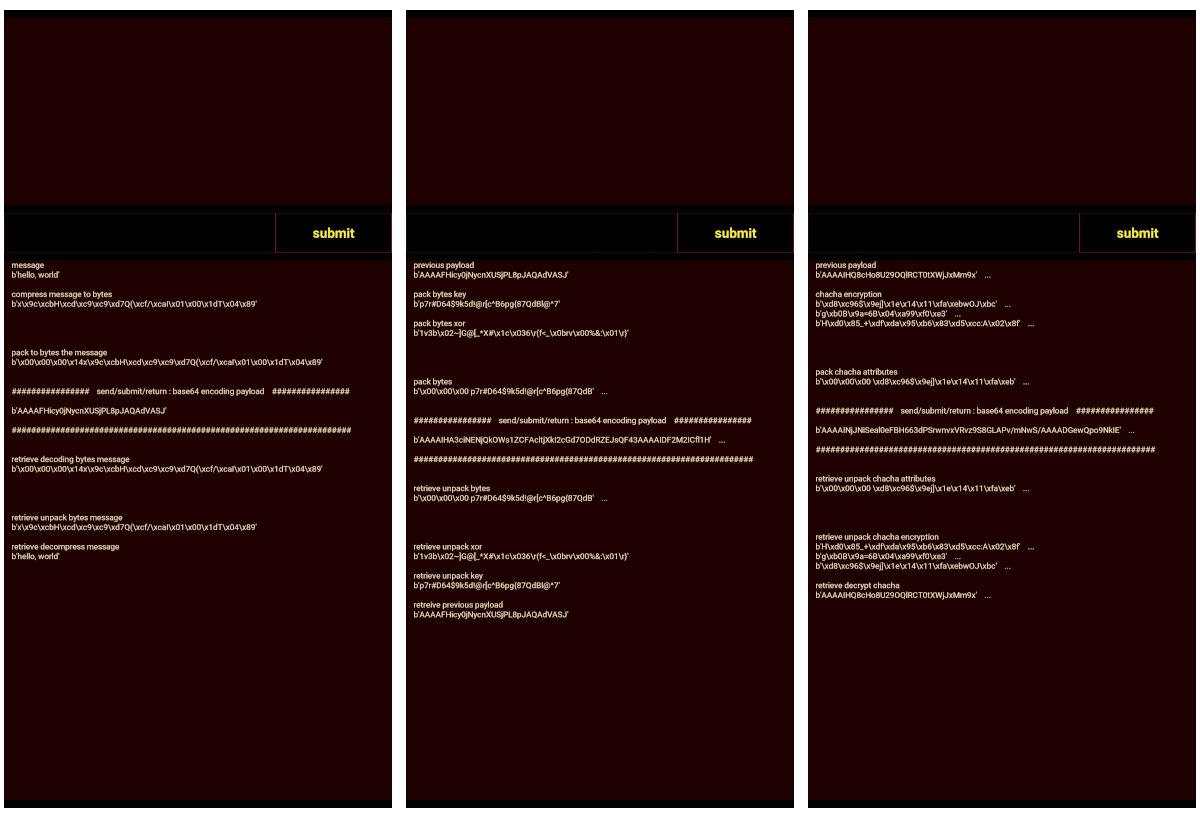 submit
message
b'hello, world'
compress message to bytes
b'x\x9c\xcbH\xcd\xc9\xc9\xd7Q(\xcf/\xcaI\x01\x00\x1dT\x04\x89'
pack to bytes the message
b'\x00\x00\x00\x14x\x9c\xcbH\xcd\xc9\xc9\xd7Q(\xcf/\xcaI\x01\x00\x1dT\x04\x89'
################ send/submit/return : base64 encoding payload ################
b'AAAAFHicy0jNycnXUSjPL8pJAQAdVASJ'
######################################################################
retrieve decoding bytes message
b'\x00\x00\x00\x14x\x9c\xcbH\xcd\xc9\xc9\xd7Q(\xcf/\xcaI\x01\x00\x1dT\x04\x89'
retrieve unpack bytes message
b'x\x9c\xcbH\xcd\xc9\xc9\xd7Q(\xcf/\xcaI\x01\x00\x1dT\x04\x89'
retrieve decompress message
b'hello, world'
submit
previous payload
b'AAAAFHicy0jNycnXUSjPL8pJAQAdVASJ'
pack bytes key
b'p7r#D64$9k5d!@r[c^B6pg{87QdBl@^7'
pack bytes xor
b'1v3b\x02~]G@[_*X#\x1c\x036\r(f<_\x0brv\x00%&:\x01\r}'
pack bytes
b'\x00\x00\x00 p7r#D64$9k5d!@r[c^B6pg{87QdB' ...
################ send/submit/return : base64 encoding payload ################
b'AAAAIHA3ciNENjQkOWs1ZCFAcltjXkI2cGd7ODdRZEJsQF43AAAAIDF2M2ICfl1H' ...
######################################################################
retrieve unpack bytes
b'\x00\x00\x00 p7r#D64$9k5d!@r[c^B6pg{87QdB' ...
retrieve unpack xor
b'1v3b\x02~]G@[_*X#\x1c\x036\r(f<_\x0brv\x00%&:\x01\r}'
retrieve unpack key
b'p7r#D64$9k5d!@r[c^B6pg{87QdBl@^7'
retreive previous payload
b'AAAAFHicy0jNycnXUSjPL8pJAQAdVASJ'
submit
previous payload
b'AAAAIHQ8cHo8U29OQlRCT0tXWjJxMm9x' ...
chacha encryption
b'\xd8\xc96$\x9ej]\x1e\x14\x11\xfa\xebwOJ\xbc' ...
b'g\xb0B\x9a=6B\x04\xa99\xf0\xe3' ...
b'H\xd0\x85_+\xdf\xda\x95\xb6\x83\xd5\xcc:A\x02\x8f' ...
pack chacha attributes
b'\x00\x00\x00 \xd8\xc96$\x9ej]\x1e\x14\x11\xfa\xeb' ...
################ send/submit/return : base64 encoding payload ################
b'AAAAINjJNiSeal0eFBH663dPSrwnvxVRvz9S8GLAPv/mNwS/AAAADGewQpo9NkIE' ...
######################################################################
retrieve unpack chacha attributes
b'\x00\x00\x00 \xd8\xc96$\x9ej]\x1e\x14\x11\xfa\xeb' ...
retrieve unpack chacha encryption
b'H\xd0\x85_+\xdf\xda\x95\xb6\x83\xd5\xcc:A\x02\x8f' ...
b'g\xb0B\x9a=6B\x04\xa99\xf0\xe3' ...
b'\xd8\xc96$\x9ej]\x1e\x14\x11\xfa\xebwOJ\xbc' ...
retrieve decrypt chacha
b'AAAAIHQ8cHo8U29OQlRCT0tXWjJxMm9x' ...